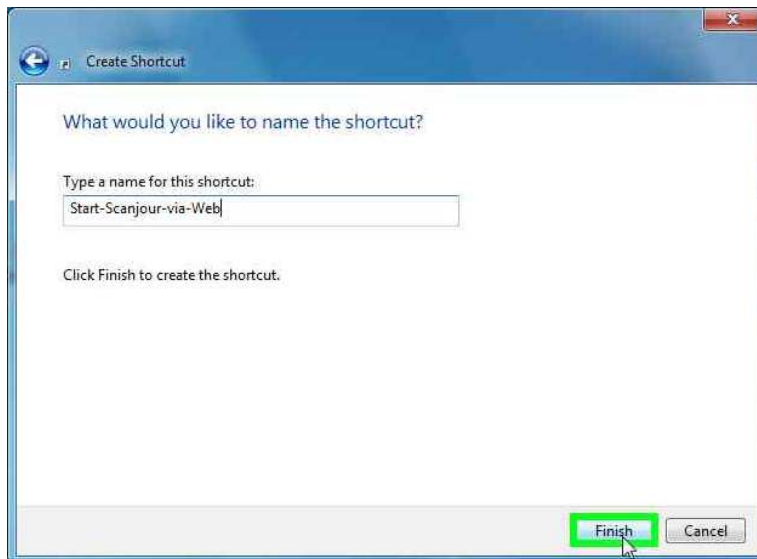 Create Shortcut
What would you like to name the shortcut?
Type a name for this shortcut:
Start-Scanjour-via-Web
Click Finish to create the shortcut.
Finish
Cancel